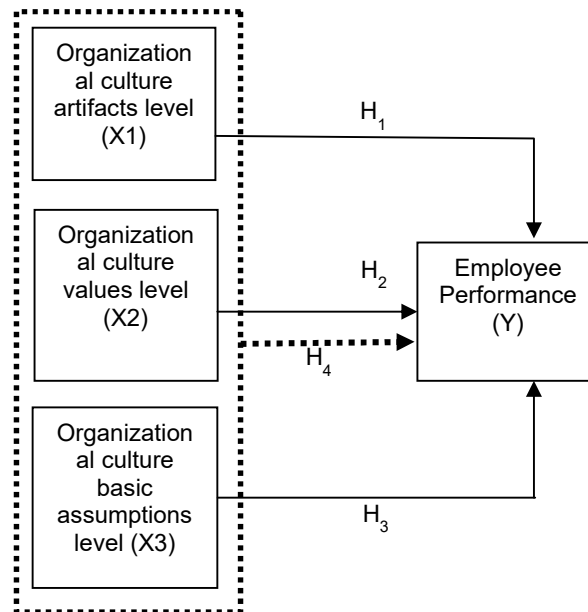 Organization
al culture
artifacts level
(X1)
H1
Organization
al culture
values level
(X2)
H2
Employee
Performance
(Y)
H4
Organization
al culture
basic
assumptions
level (X3)
H3